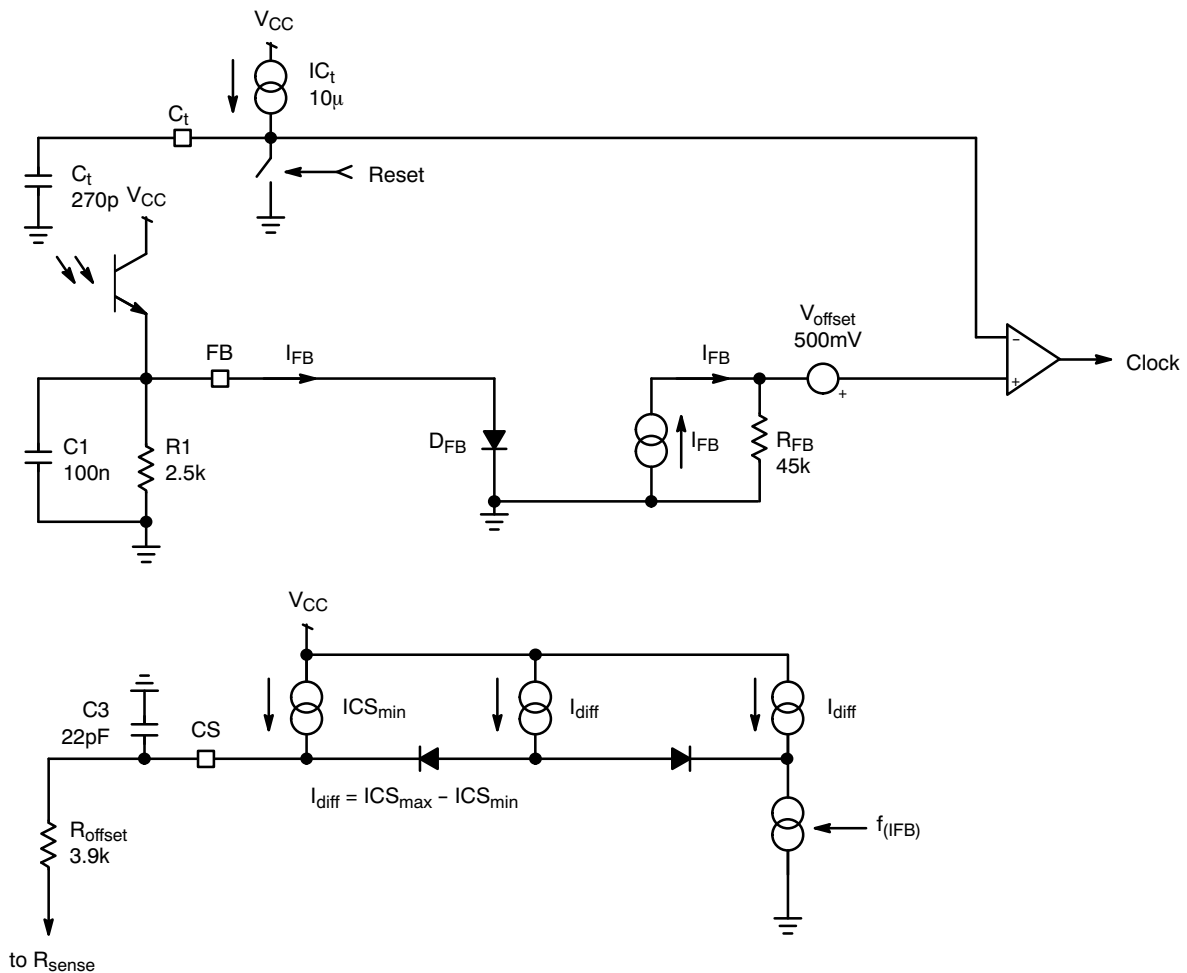 VCC
ICt
10μ
Ct
Reset
Ct
270p
VCC
Voffset
500mV
FB
IFB
IFB
Clock
−
+
+
C1
100n
R1
2.5k
DFB
IFB
RFB
45k
VCC
C3
22pF
CS
ICSmin
Idiff
Idiff
Idiff = ICSmax − ICSmin
Roffset
3.9k
f(IFB)
to Rsense